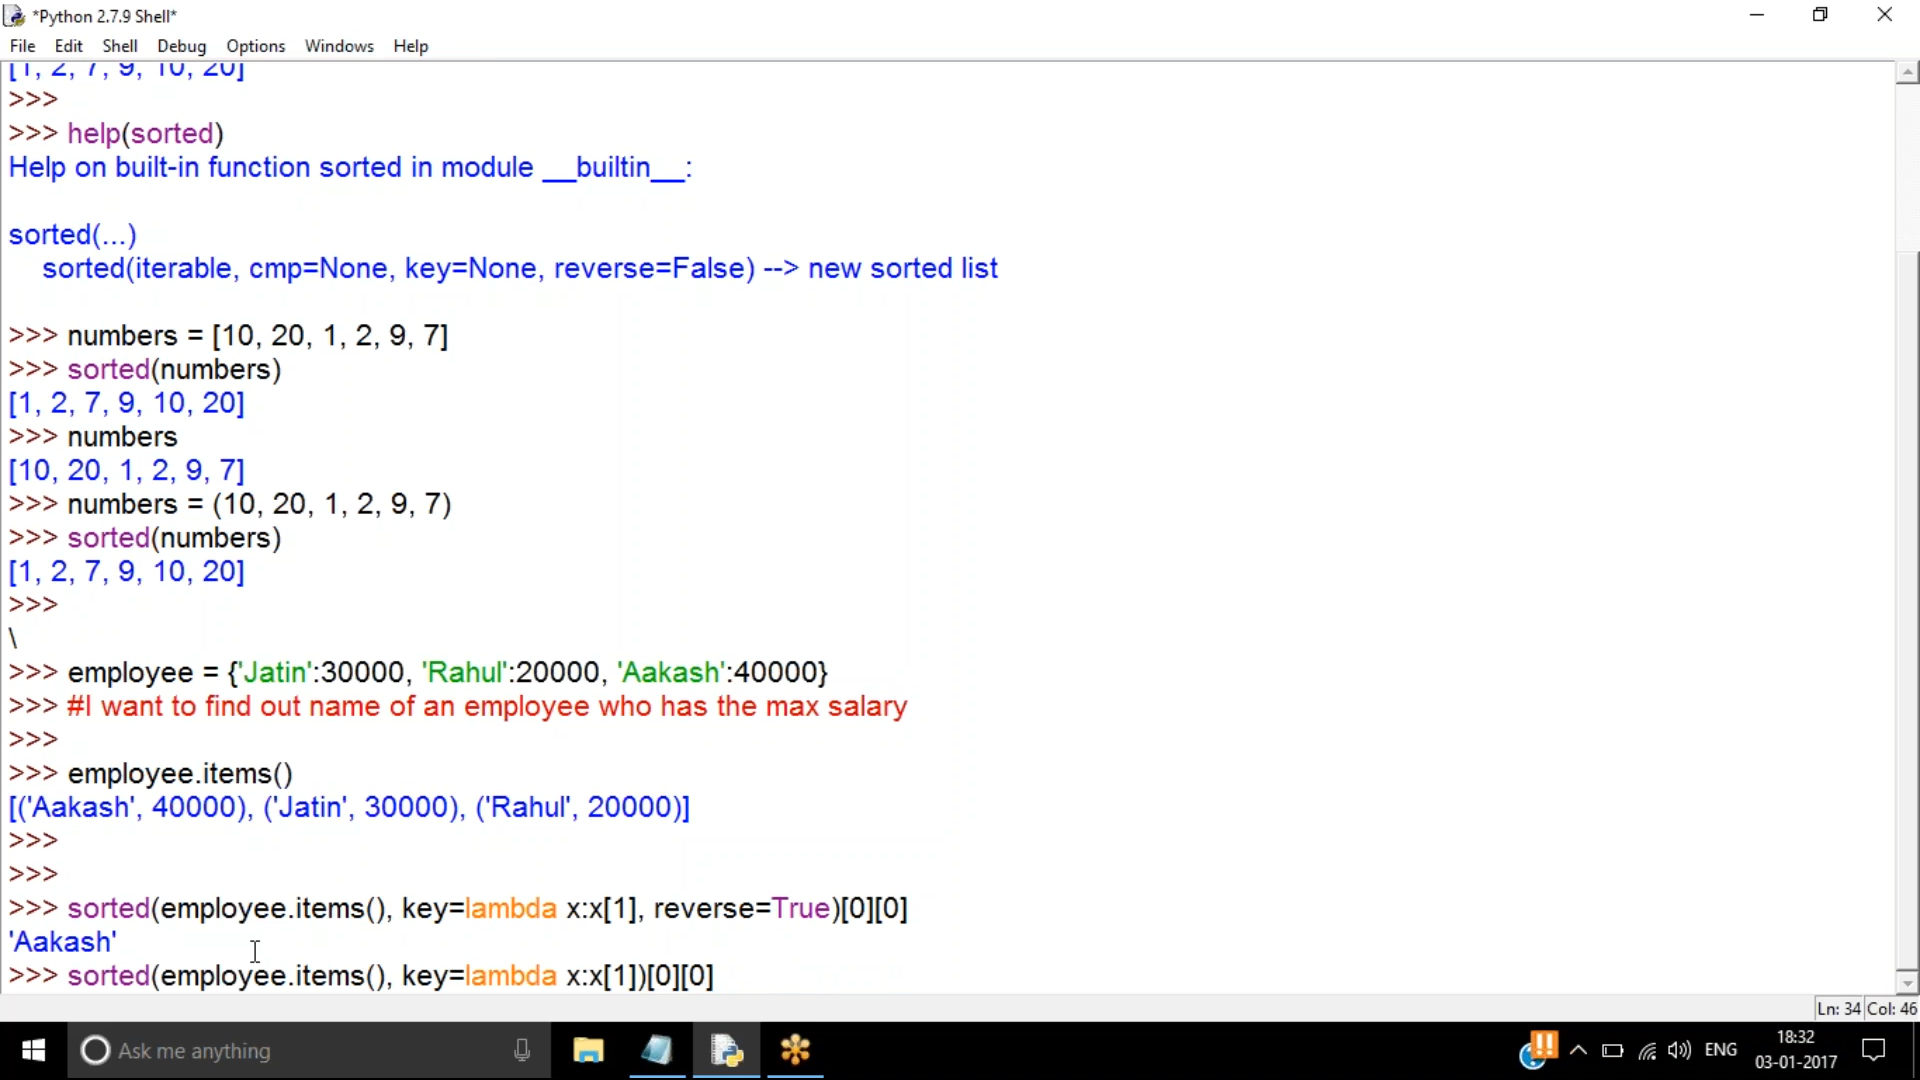 *Python 2.7.9 Shell*
File Edit Shell Debug Options Windows Help
[1, 2, 7, 9, 10, 20]
>>>
>>> help(sorted)
Help on built-in function sorted in module __builtin__:
sorted(...)
sorted(iterable, cmp=None, key=None, reverse=False) --> new sorted list
>>> numbers = [10, 20, 1, 2, 9, 7]
>>> sorted(numbers)
[1, 2, 7, 9, 10, 20]
>>> numbers
[10, 20, 1, 2, 9, 7]
>>> numbers = (10, 20, 1, 2, 9, 7)
>>> sorted(numbers)
[1, 2, 7, 9, 10, 20]
>>>
\
>>> employee = {'Jatin':30000, 'Rahul':20000, 'Aakash':40000}
>>> #I want to find out name of an employee who has the max salary
>>>
>>> employee.items()
[('Aakash', 40000), ('Jatin', 30000), ('Rahul', 20000)]
>>>
>>>
>>> sorted(employee.items(), key=lambda x:x[1], reverse=True)[0][0]
'Aakash'
>>> sorted(employee.items(), key=lambda x:x[1])[0][0]
Ln: 34 Col: 46
Ask me anything
ENG
18:32
03-01-2017